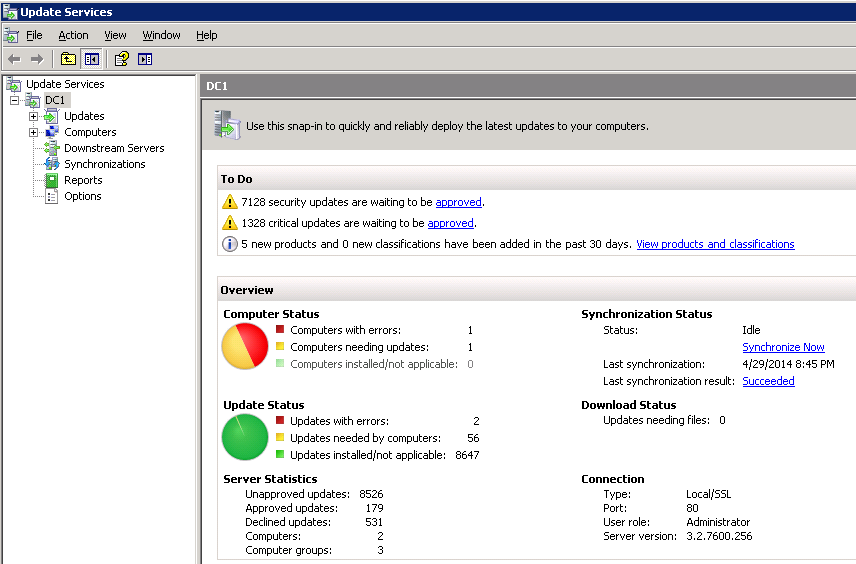 Update Services
File Action View Window Help
Update Services
DC1
Updates
Computers
Downstream Servers
Synchronizations
Reports
Options
DC1
Use this snap-in to quickly and reliably deploy the latest updates to your computers.
To Do
7128 security updates are waiting to be approved.
1328 critical updates are waiting to be approved.
5 new products and 0 new classifications have been added in the past 30 days. View products and classifications
Overview
Computer Status
Computers with errors: 1
Computers needing updates: 1
Computers installed/not applicable: 0
Update Status
Updates with errors: 2
Updates needed by computers: 56
Updates installed/not applicable: 8647
Server Statistics
Unapproved updates: 8526
Approved updates: 179
Declined updates: 531
Computers: 2
Computer groups: 3
Synchronization Status
Status: Idle
Synchronize Now
Last synchronization: 4/29/2014 8:45 PM
Last synchronization result: Succeeded
Download Status
Updates needing files: 0
Connection
Type: Local/SSL
Port: 80
User role: Administrator
Server version: 3.2.7600.256